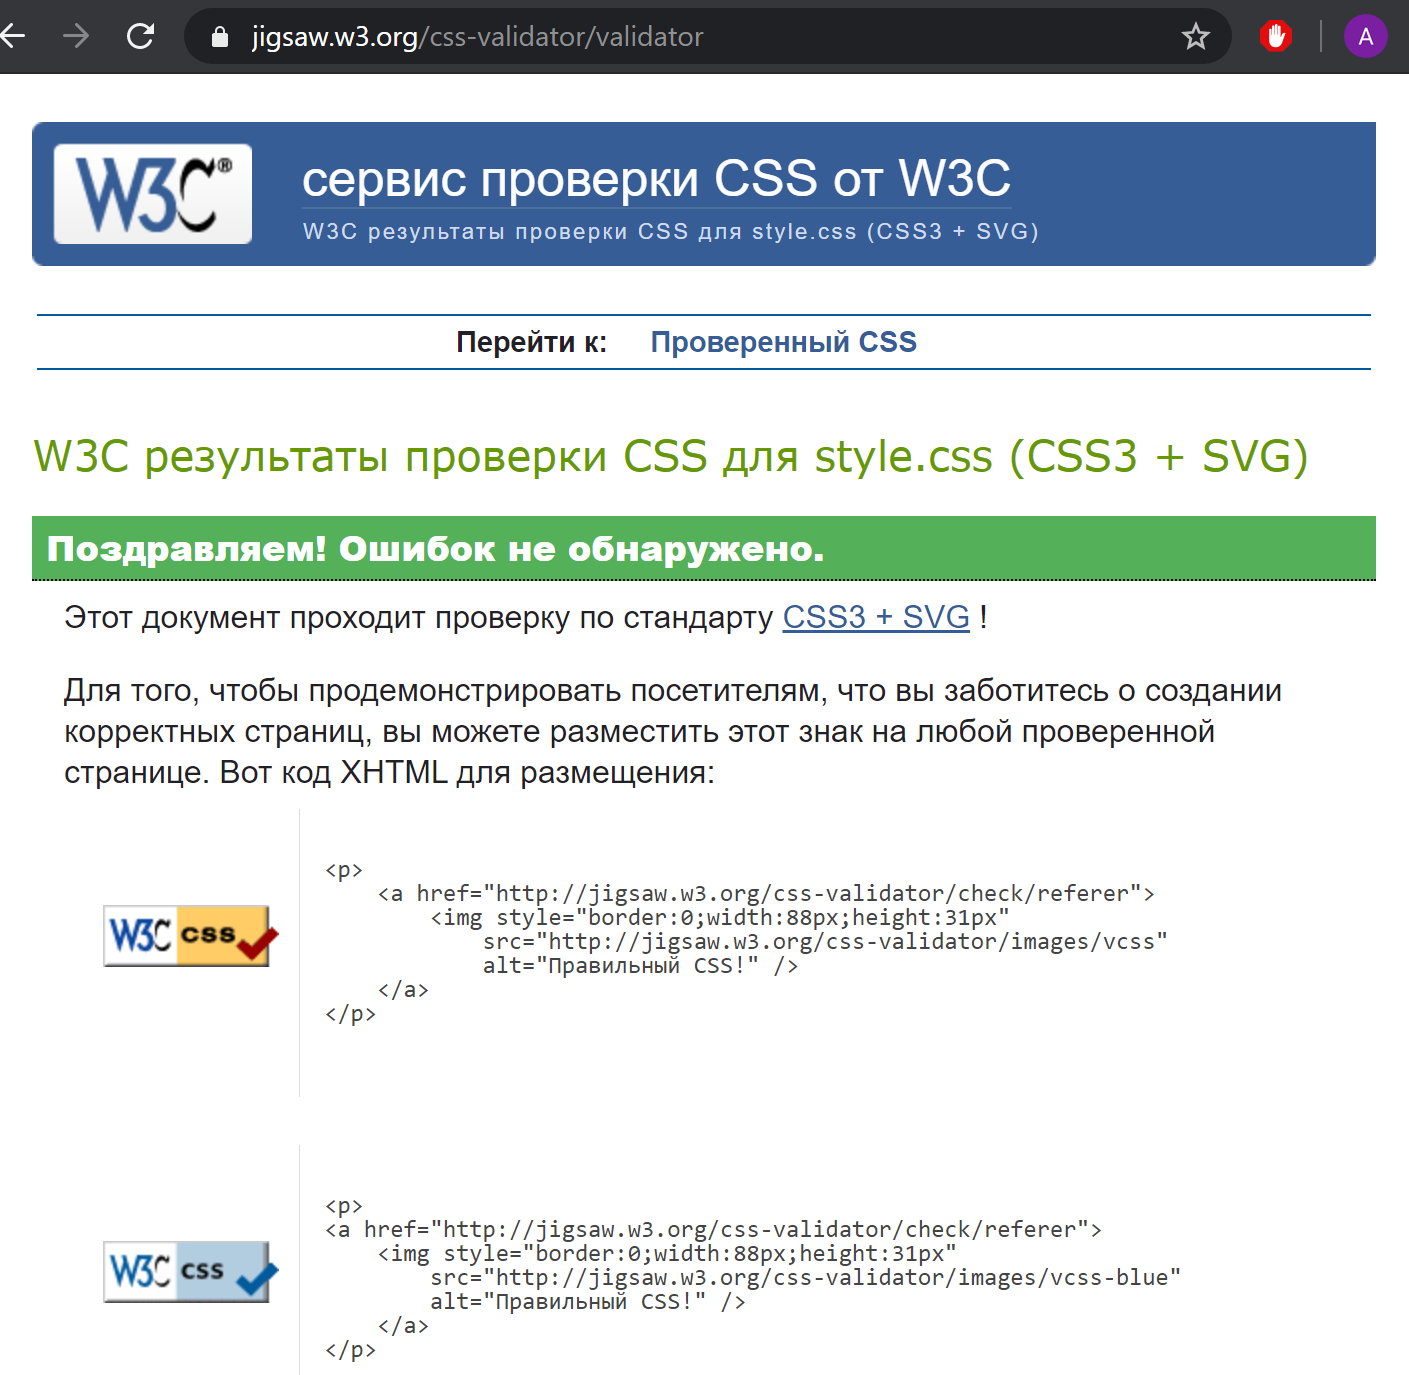 jigsaw.w3.org/css-validator/validator
A
W3C®
сервис проверки CSS от W3C
W3C результаты проверки CSS для style.css (CSS3 + SVG)
Перейти к: Проверенный CSS
W3C результаты проверки CSS для style.css (CSS3 + SVG)
Поздравляем! Ошибок не обнаружено.
Этот документ проходит проверку по стандарту CSS3 + SVG !
Для того, чтобы продемонстрировать посетителям, что вы заботитесь о создании
корректных страниц, вы можете разместить этот знак на любой проверенной
странице. Вот код XHTML для размещения:
W3C css
<p>
    <a href="http://jigsaw.w3.org/css-validator/check/referer">
        <img style="border:0;width:88px;height:31px"
            src="http://jigsaw.w3.org/css-validator/images/vcss"
            alt="Правильный CSS!" />
    </a>
</p>
W3C css
<p>
<a href="http://jigsaw.w3.org/css-validator/check/referer">
    <img style="border:0;width:88px;height:31px"
        src="http://jigsaw.w3.org/css-validator/images/vcss-blue"
        alt="Правильный CSS!" />
    </a>
</p>